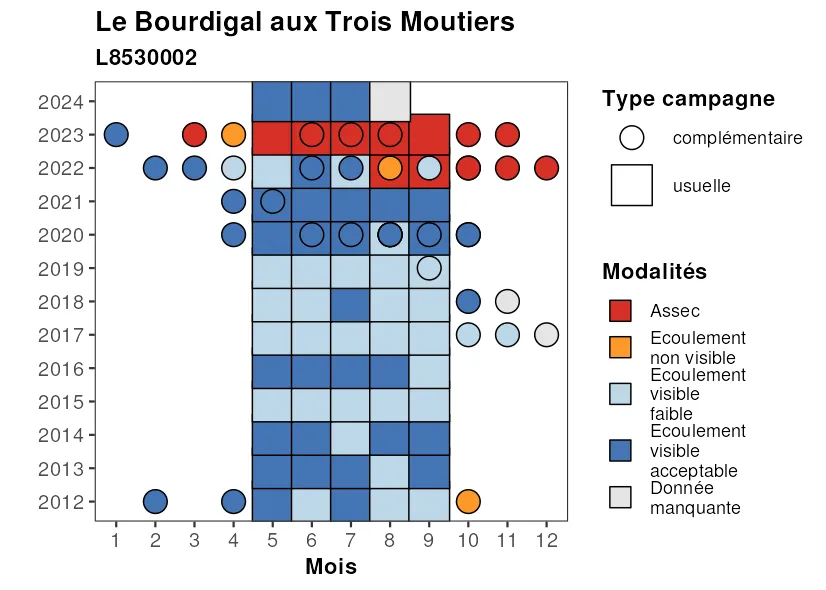 Le Bourdigal aux Trois Moutiers
L8530002
2024
2023
2022
2021
2020
2019
2018
2017
2016
2015
2014
2013
2012
1 2 3 4 5 6 7 8 9 10 11 12
Mois
Type campagne
complémentaire
usuelle
Modalités
Assec
Ecoulement
non visible
Ecoulement
visible
faible
Ecoulement
visible
acceptable
Donnée
manquante